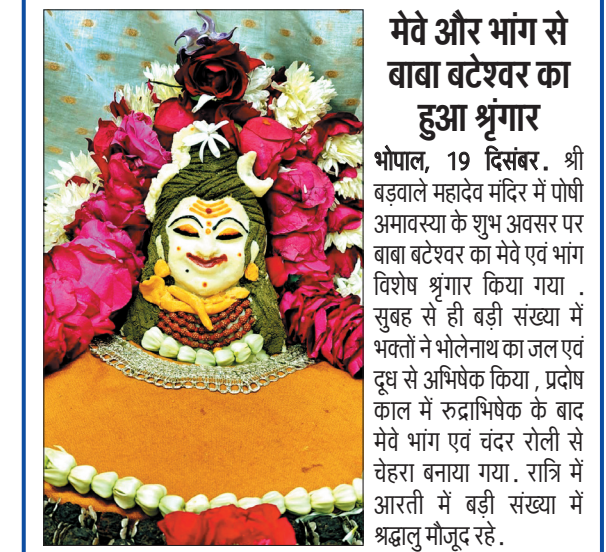 मेवे और भांग से
बाबा बटेश्वर का
हुआ श्रृंगार
भोपाल, 19 दिसंबर. श्री
बड़वाले महादेव मंदिर में पोषी
अमावस्या के शुभ अवसर पर
बाबा बटेश्वर का मेवे एवं भांग
विशेष श्रृंगार किया गया .
सुबह से ही बड़ी संख्या में
भक्तों ने भोलेनाथ का जल एवं
दूध से अभिषेक किया , प्रदोष
काल में रुद्राभिषेक के बाद
मेवे भांग एवं चंदर रोली से
चेहरा बनाया गया . रात्रि में
आरती में बड़ी संख्या में
श्रद्धालु मौजूद रहे .